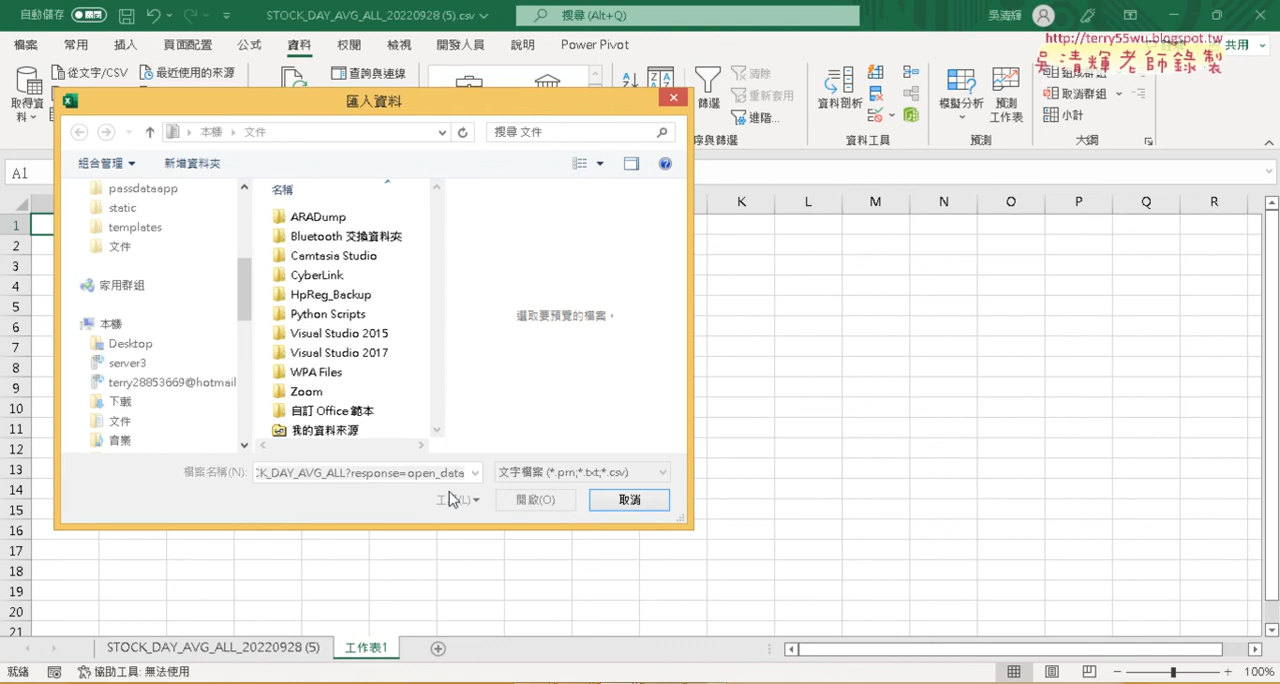 自動儲存
STOCK_DAY_AVG_ALL_20220928 (5).csv
搜尋 (Alt+Q)
吳清輝
檔案 常用 插入 頁面配置 公式 資料 校閱 檢視 開發人員 說明 Power Pivot
http://terry55wu.blogspot.tw
共用
吳清輝老師錄製
取得資料
從文字/CSV
最近使用的來源
查詢與連線
篩選
清除
重新套用
進階...
序與篩選
資料剖析
資料工具
模擬分析
預測工作表
預測
取消群組
小計
大綱
匯入資料
本機
文件
搜尋 文件
組合管理
新增資料夾
passdataapp
static
templates
文件
家用群組
本機
Desktop
server3
terry28853669@hotmail
下載
文件
音樂
名稱
ARADump
Bluetooth 交換資料夾
Camtasia Studio
CyberLink
HpReg_Backup
Python Scripts
Visual Studio 2015
Visual Studio 2017
WPA Files
Zoom
自訂 Office 範本
我的資料來源
選取要預覽的檔案。
檔案名稱(N):
CK_DAY_AVG_ALL?response=open_data
文字檔案 (*.prn;*.txt;*.csv)
開啟(O)
取消
A1
K L M N O P Q R
1
2
3
4
5
6
7
8
9
10
11
12
13
14
15
16
17
18
19
20
21
STOCK_DAY_AVG_ALL_20220928 (5)
工作表1
就緒
協助工具: 無法使用
100%